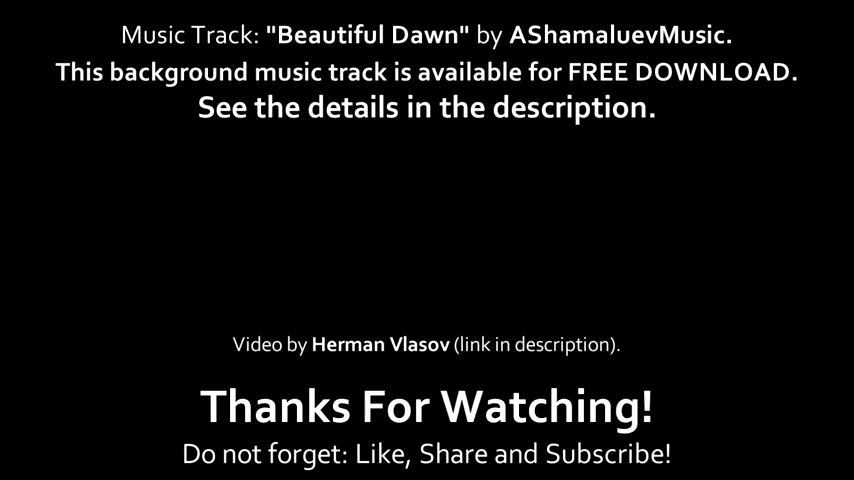 Music Track: "Beautiful Dawn" by AShamaluevMusic.
This background music track is available for FREE DOWNLOAD.
See the details in the description.
Video by Herman Vlasov (link in description).
Thanks For Watching!
Do not forget: Like, Share and Subscribe!